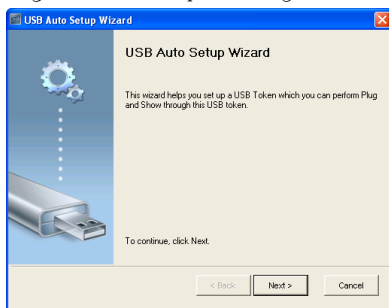 USB Auto Setup Wizard
USB Auto Setup Wizard
This wizard helps you set up a USB Token which you can perform Plug
and Show through this USB token.
To continue, click Next.
< Back Next > Cancel